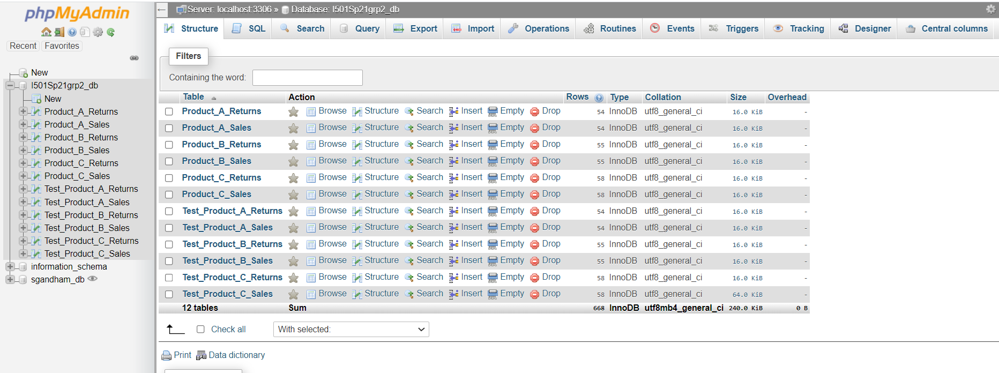 phpMyAdmin
Recent Favorites
New
I501Sp21grp2_db
New
Product_A_Returns
Product_A_Sales
Product_B_Returns
Product_B_Sales
Product_C_Returns
Product_C_Sales
Test_Product_A_Returns
Test_Product_A_Sales
Test_Product_B_Returns
Test_Product_B_Sales
Test_Product_C_Returns
Test_Product_C_Sales
information_schema
sgandham_db
← Server: localhost:3306 » Database: I501Sp21grp2_db
Structure SQL Search Query Export Import Operations Routines Events Triggers Tracking Designer Central columns
Filters
Containing the word:
Table Action Rows Type Collation Size Overhead
Product_A_Returns Browse Structure Search Insert Empty Drop 54 InnoDB utf8_general_ci 16.0 KiB -
Product_A_Sales Browse Structure Search Insert Empty Drop 54 InnoDB utf8_general_ci 16.0 KiB -
Product_B_Returns Browse Structure Search Insert Empty Drop 55 InnoDB utf8_general_ci 16.0 KiB -
Product_B_Sales Browse Structure Search Insert Empty Drop 55 InnoDB utf8_general_ci 16.0 KiB -
Product_C_Returns Browse Structure Search Insert Empty Drop 58 InnoDB utf8_general_ci 16.0 KiB -
Product_C_Sales Browse Structure Search Insert Empty Drop 58 InnoDB utf8_general_ci 16.0 KiB -
Test_Product_A_Returns Browse Structure Search Insert Empty Drop 54 InnoDB utf8_general_ci 16.0 KiB -
Test_Product_A_Sales Browse Structure Search Insert Empty Drop 54 InnoDB utf8_general_ci 16.0 KiB -
Test_Product_B_Returns Browse Structure Search Insert Empty Drop 55 InnoDB utf8_general_ci 16.0 KiB -
Test_Product_B_Sales Browse Structure Search Insert Empty Drop 55 InnoDB utf8_general_ci 16.0 KiB -
Test_Product_C_Returns Browse Structure Search Insert Empty Drop 58 InnoDB utf8_general_ci 16.0 KiB -
Test_Product_C_Sales Browse Structure Search Insert Empty Drop 58 InnoDB utf8_general_ci 64.0 KiB -
12 tables Sum 668 InnoDB utf8mb4_general_ci 240.0 KiB 0 B
Check all With selected:
Print Data dictionary